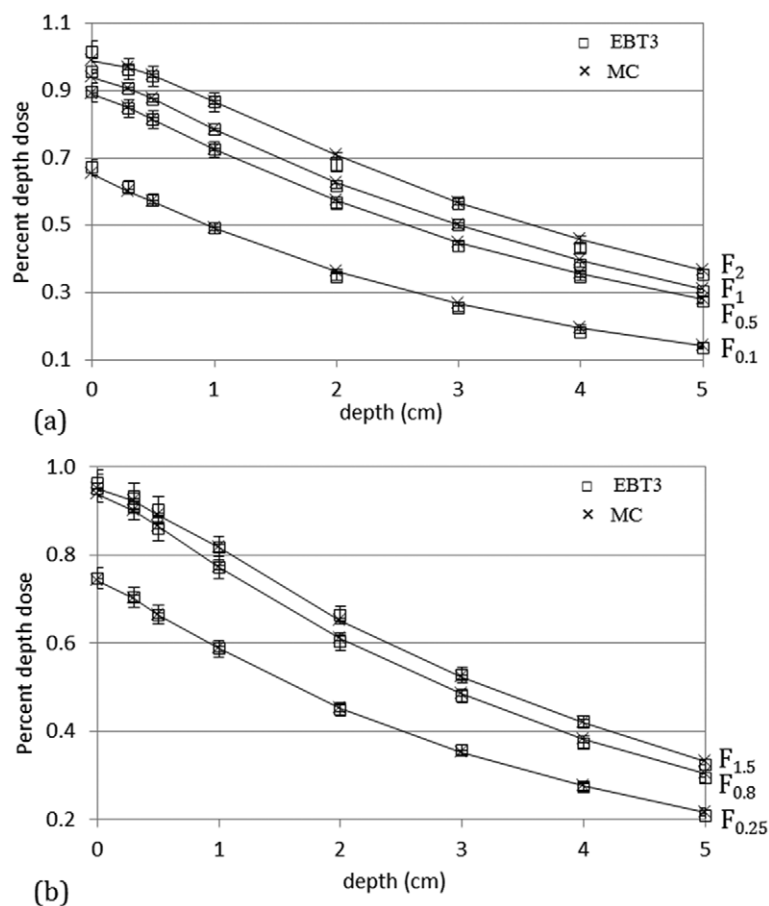 1.1
0.9
0.7
0.5
0.3
0.1
Percent depth dose
□ EBT3
× MC
F2
F1
F0.5
F0.1
0 1 2 3 4 5
depth (cm)
(a)
1.0
0.8
0.6
0.4
0.2
Percent depth dose
□ EBT3
× MC
F1.5
F0.8
F0.25
0 1 2 3 4 5
depth (cm)
(b)